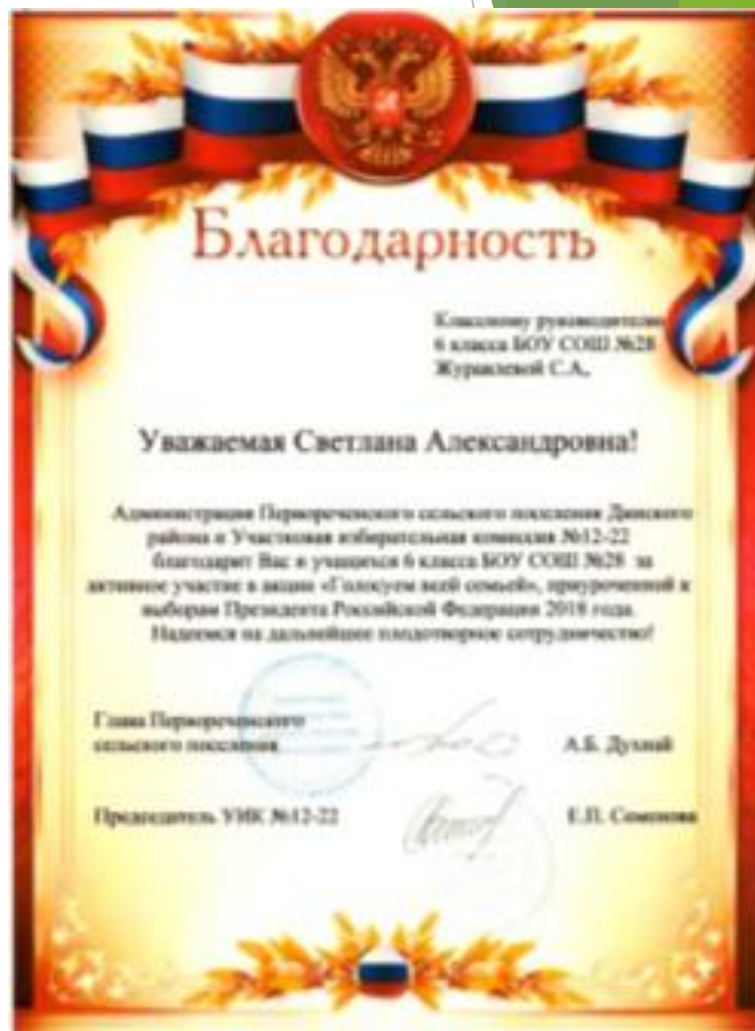 Благодарность
Классному руководителю
6 класса БОУ СОШ №28
Журавлевой С.А.,
Уважаемая Светлана Александровна!
Администрация Первореченского сельского поселения Динского
района и Участковая избирательная комиссия №12-22
благодарит Вас и учащихся 6 класса БОУ СОШ №28 за
активное участие в акции «Голосуем всей семьей», приуроченной к
выборам Президента Российской Федерации 2018 года.
Надеемся на дальнейшее плодотворное сотрудничество!
Глава Первореченского
сельского поселения
А.Б. Духнай
Председатель УИК №12-22
Е.П. Семенова